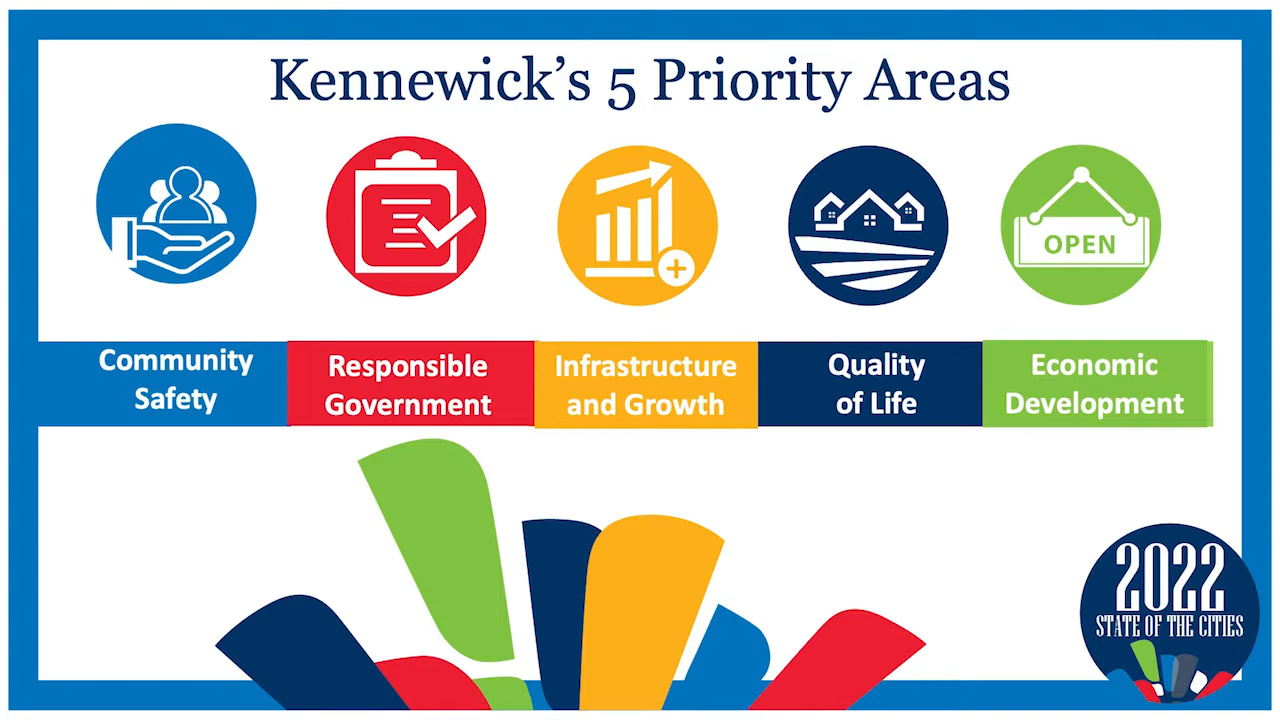 Kennewick’s 5 Priority Areas
OPEN
Community
Safety
Responsible
Government
Infrastructure
and Growth
Quality
of Life
Economic
Development
2022
STATE OF THE CITIES